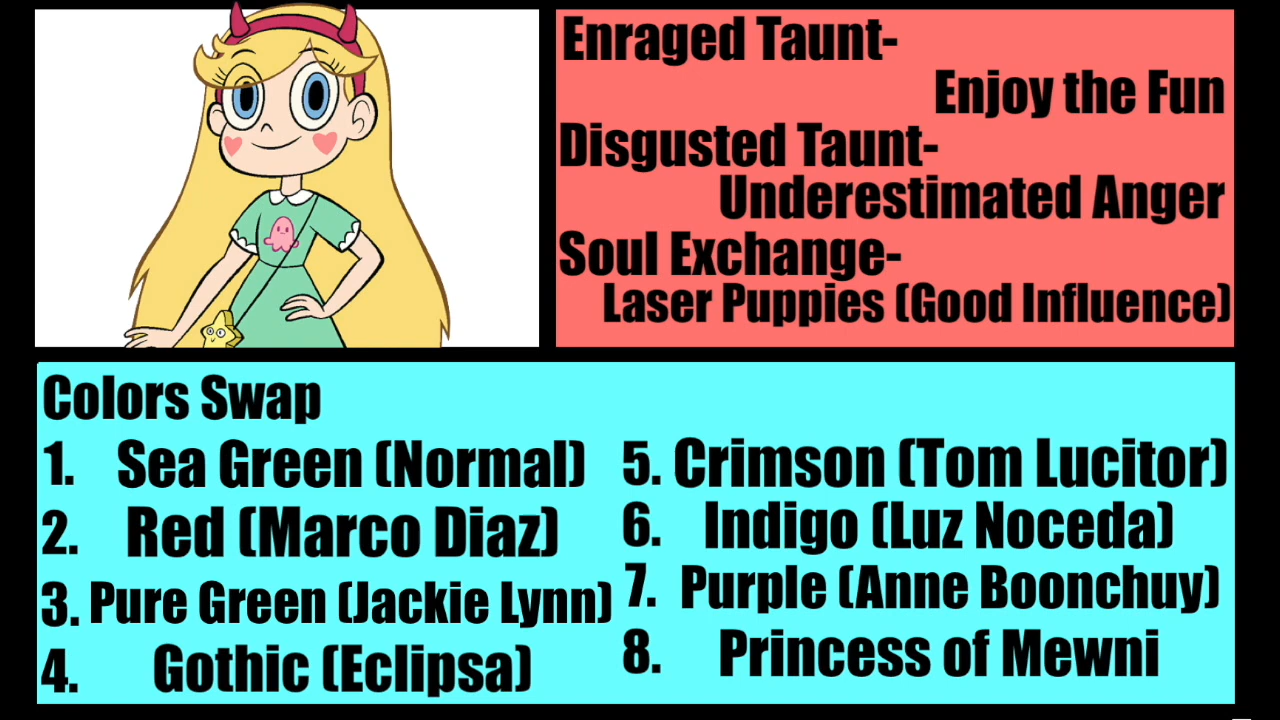 Enraged Taunt-
Enjoy the Fun
Disgusted Taunt-
Underestimated Anger
Soul Exchange-
Laser Puppies (Good Influence)
Colors Swap
1. Sea Green (Normal)
2. Red (Marco Diaz)
3. Pure Green (Jackie Lynn)
4. Gothic (Eclipsa)
5. Crimson (Tom Lucitor)
6. Indigo (Luz Noceda)
7. Purple (Anne Boonchuy)
8. Princess of Mewni